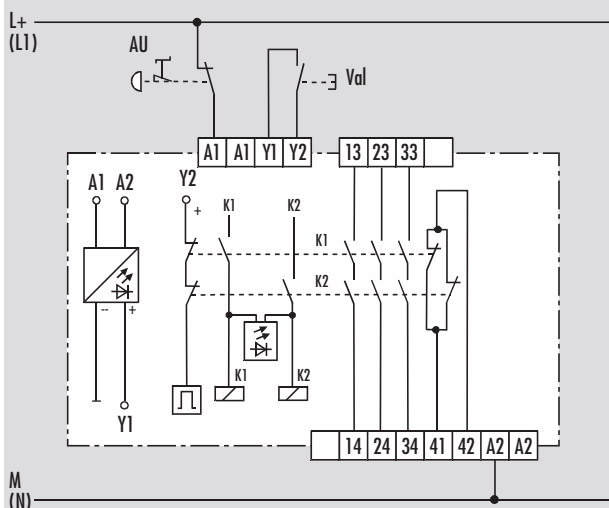 L+
(L1)
AU
Val
A1 A1 Y1 Y2 13 23 33
A1 A2 Y2
+ K1 K2
K1
K2
-- +
K1 K2
Y1
14 24 34 41 42 A2 A2
M
(N)